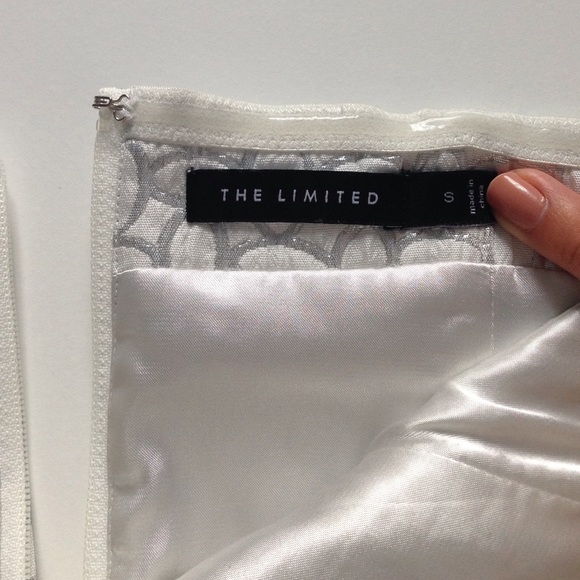 THE LIMITED
S
made in
china